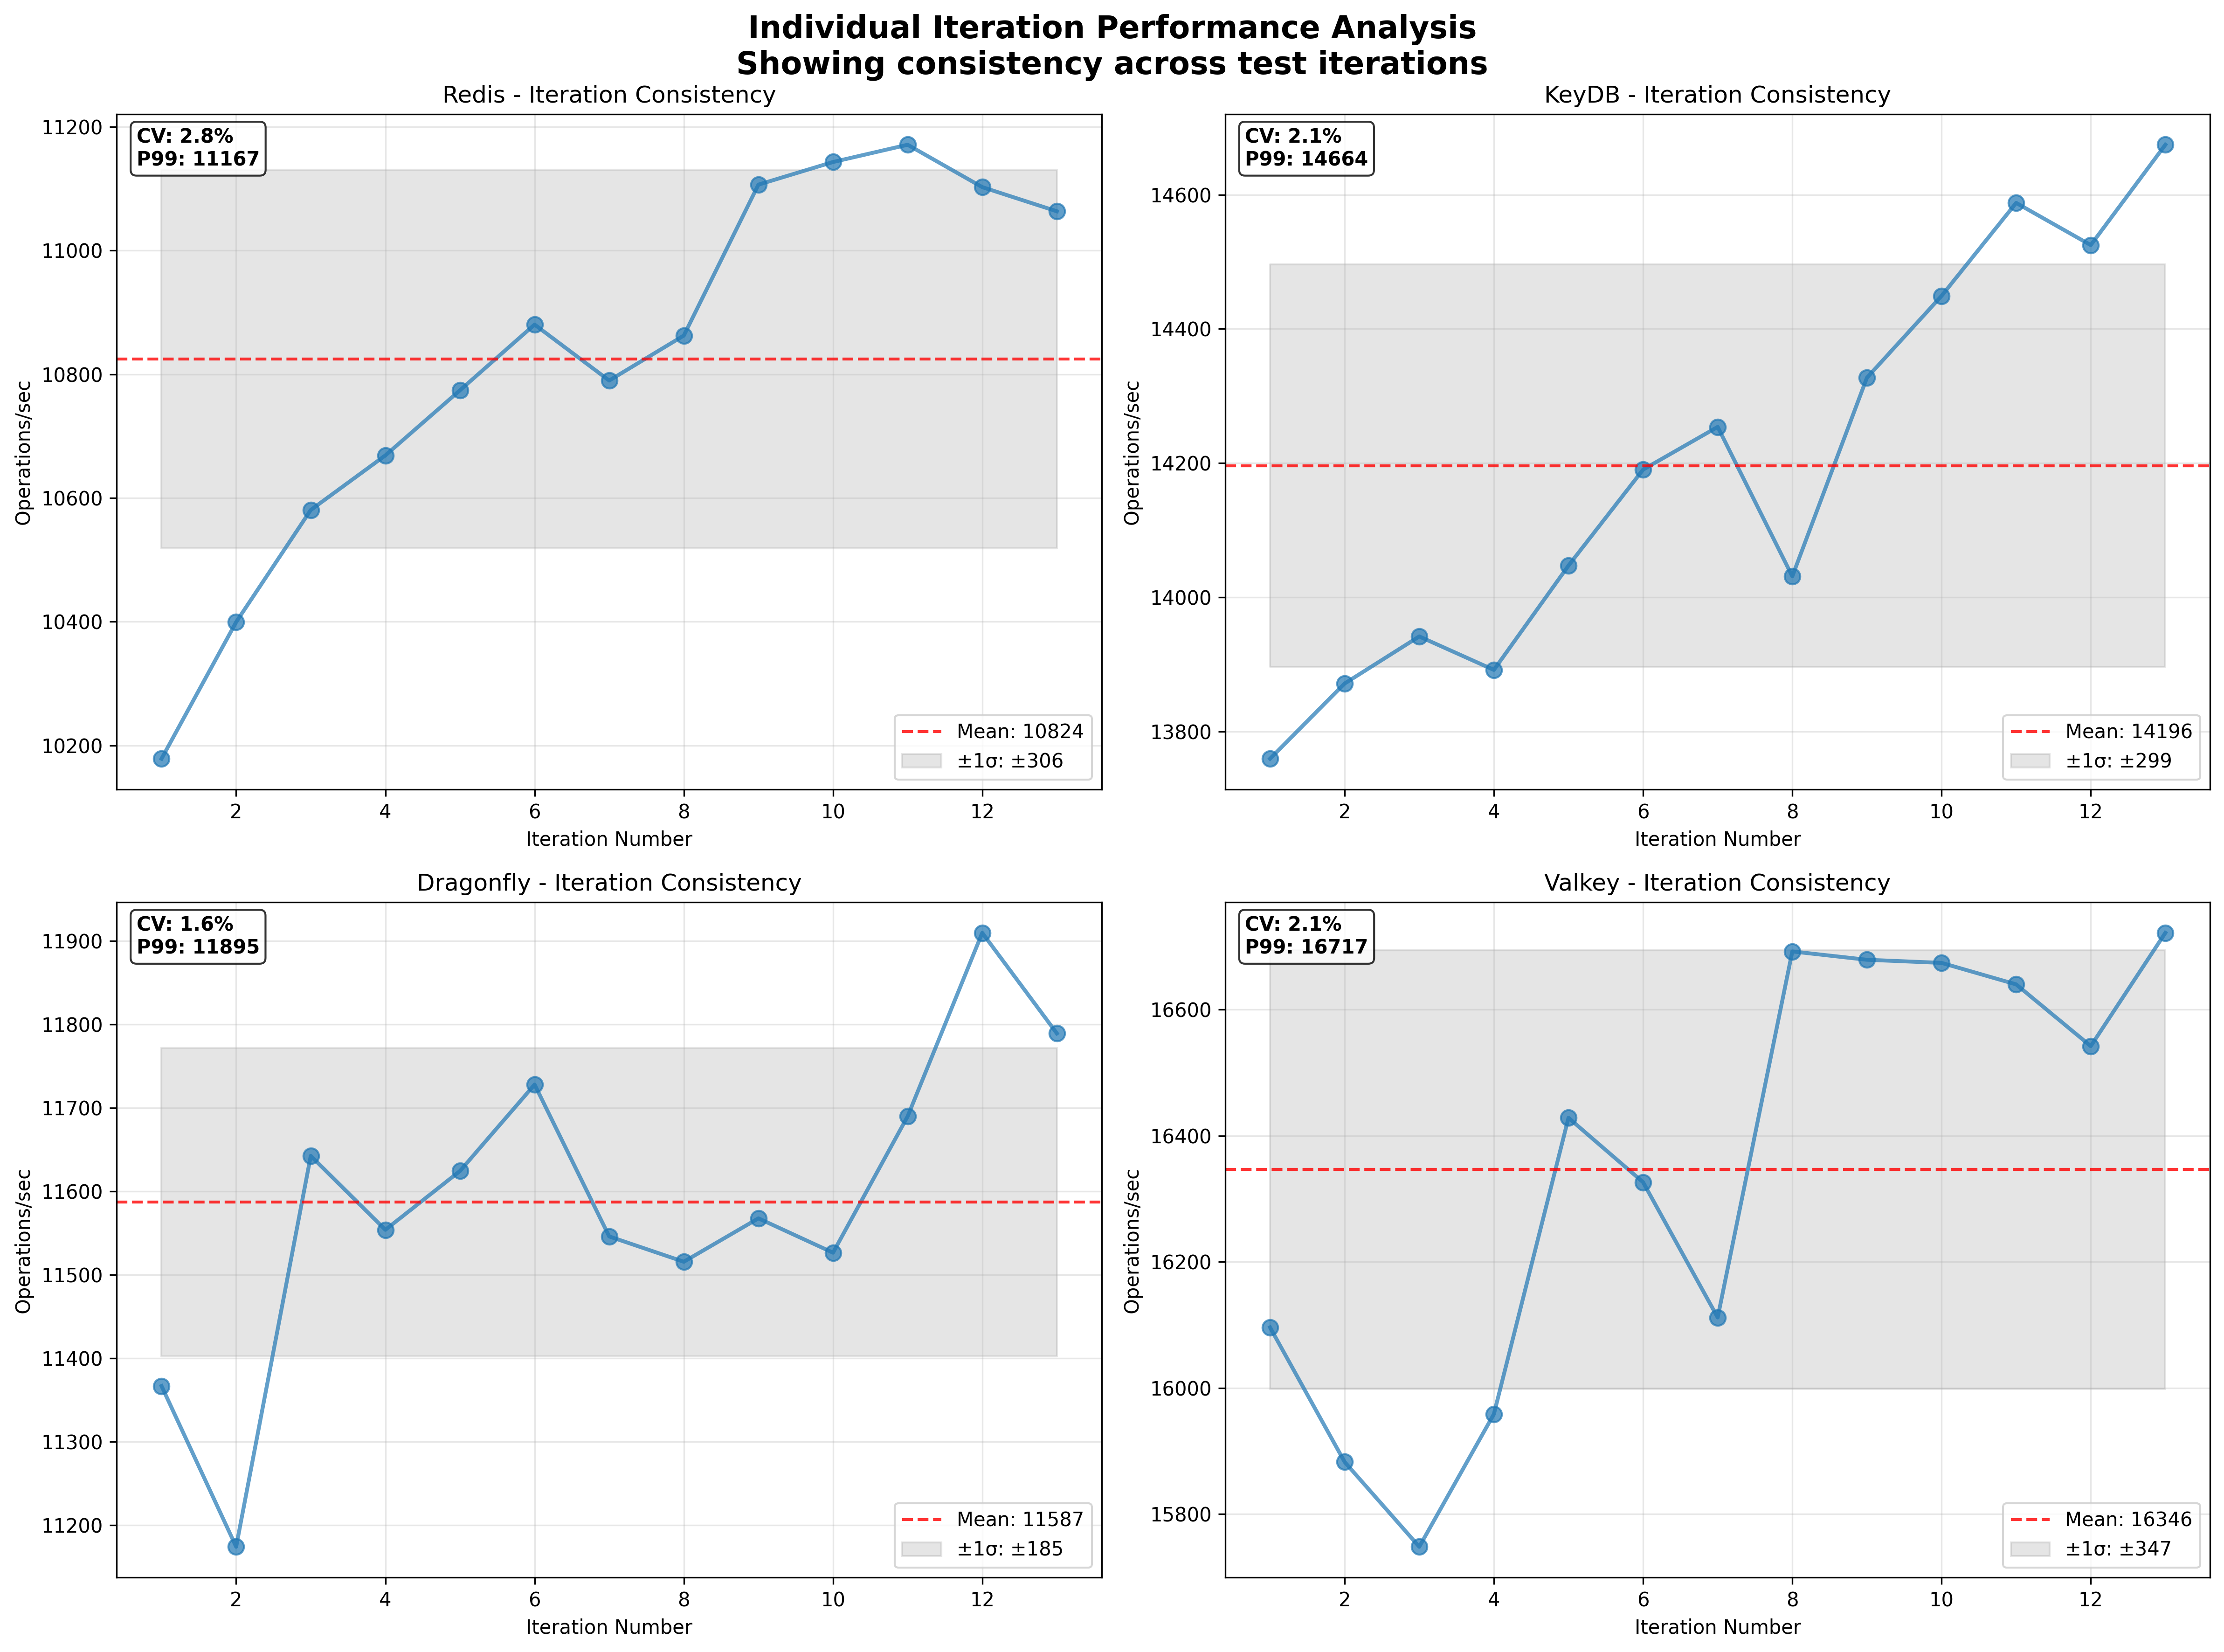 Individual Iteration Performance Analysis
Showing consistency across test iterations
Redis - Iteration Consistency
CV: 2.8%
P99: 11167
11200
11000
10800
10600
10400
10200
Operations/sec
Mean: 10824
±1σ: ±306
2 4 6 8 10 12
Iteration Number
KeyDB - Iteration Consistency
CV: 2.1%
P99: 14664
14600
14400
14200
14000
13800
Operations/sec
Mean: 14196
±1σ: ±299
2 4 6 8 10 12
Iteration Number
Dragonfly - Iteration Consistency
CV: 1.6%
P99: 11895
11900
11800
11700
11600
11500
11400
11300
11200
Operations/sec
Mean: 11587
±1σ: ±185
2 4 6 8 10 12
Iteration Number
Valkey - Iteration Consistency
CV: 2.1%
P99: 16717
16600
16400
16200
16000
15800
Operations/sec
Mean: 16346
±1σ: ±347
2 4 6 8 10 12
Iteration Number